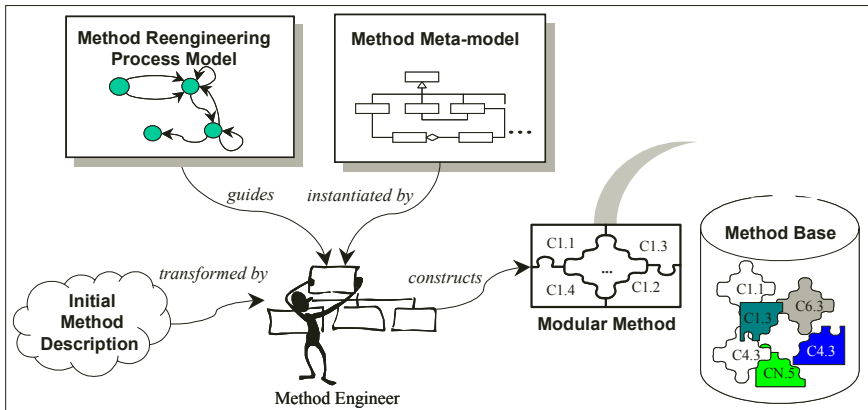 Method Reengineering
Process Model
Method Meta-model
...
guides
instantiated by
transformed by
constructs
Initial
Method
Description
Method Engineer
C1.1
C1.3
...
C1.4
C1.2
Modular Method
Method Base
C1.1
C6.3
C1.3
C4.3
C4.3
CN.5